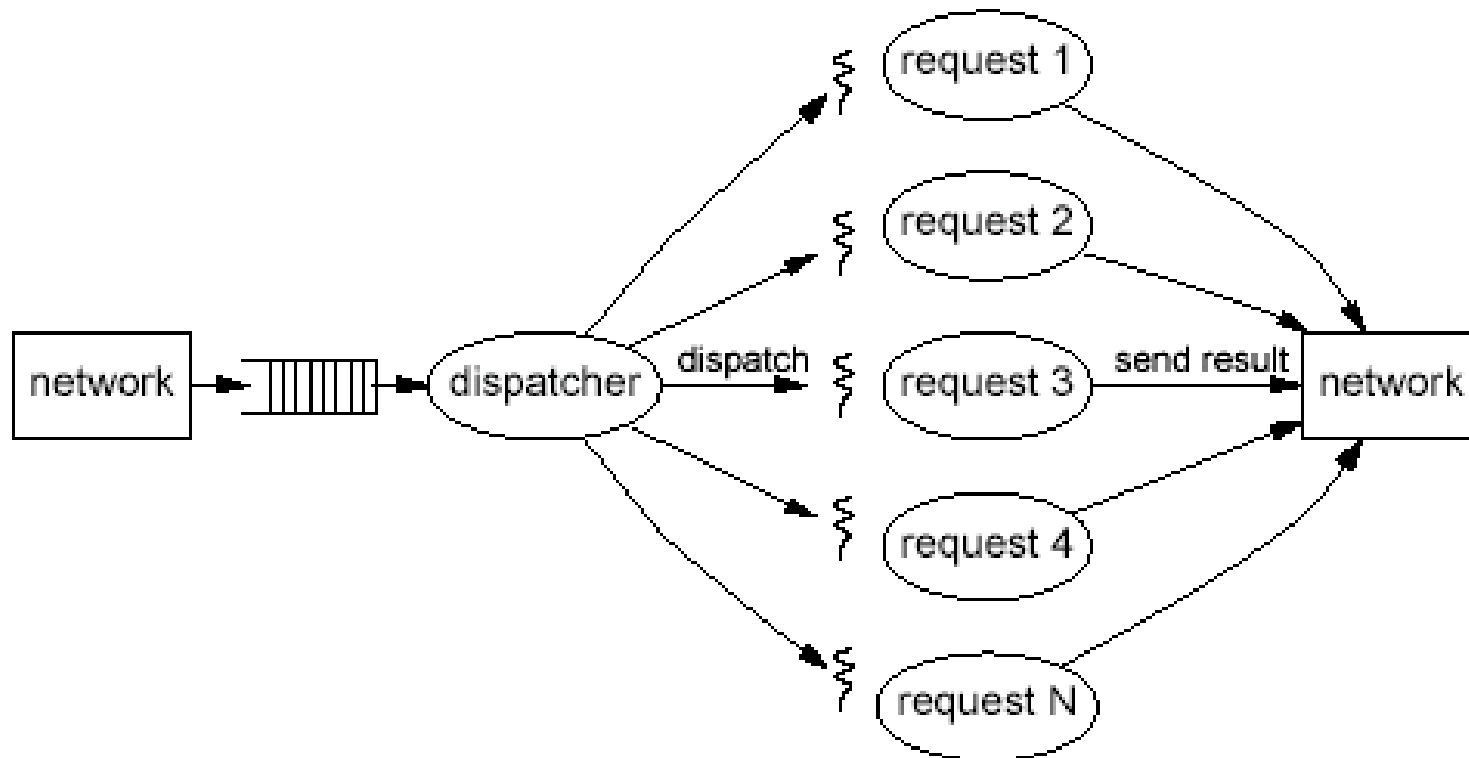 request 1
request 2
network
dispatcher
dispatch
request 3
send result
network
request 4
request N